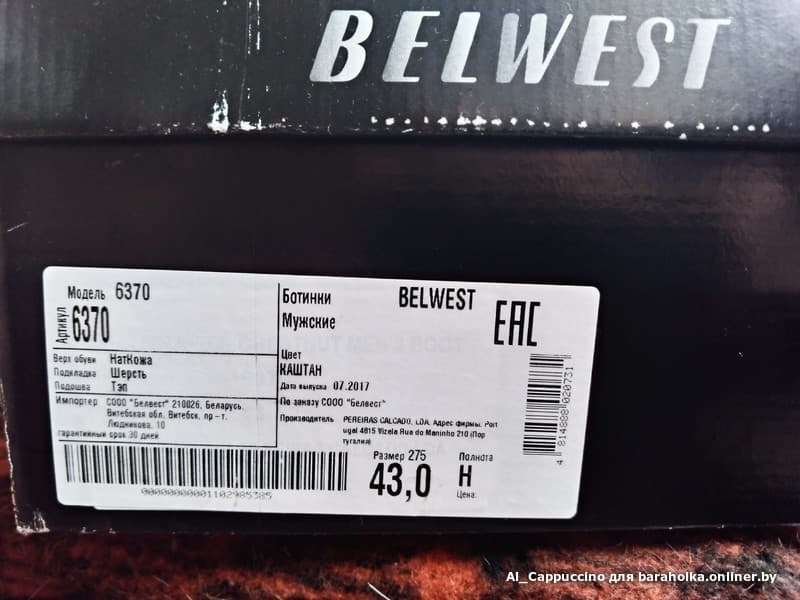 BELWEST
Модель 6370
Артикул 6370
Верх обуви НатКожа
Подкладка Шерсть
Подошва Тэп
Импортер СООО "Белвест" 210026, Беларусь.
Витебская обл. Витебск, пр-т.
Людникова, 10
гарантийный срок 30 дней
0000000001102985385
Ботинки BELWEST
Мужские
EAC
Цвет
КАШТАН
Дата выпуска 07.2017
По заказу СООО "Белвест"
Производитель PEREIRAS CALCADO, LDA. Адрес фирмы: Port
ugal 4815 Vizela Rua do Maninho 210 (Пор
тугалия)
Размер 275 Полнота
43,0 Н
Цена:
4 814888 020731
Al_Cappuccino для baraholka.onliner.by